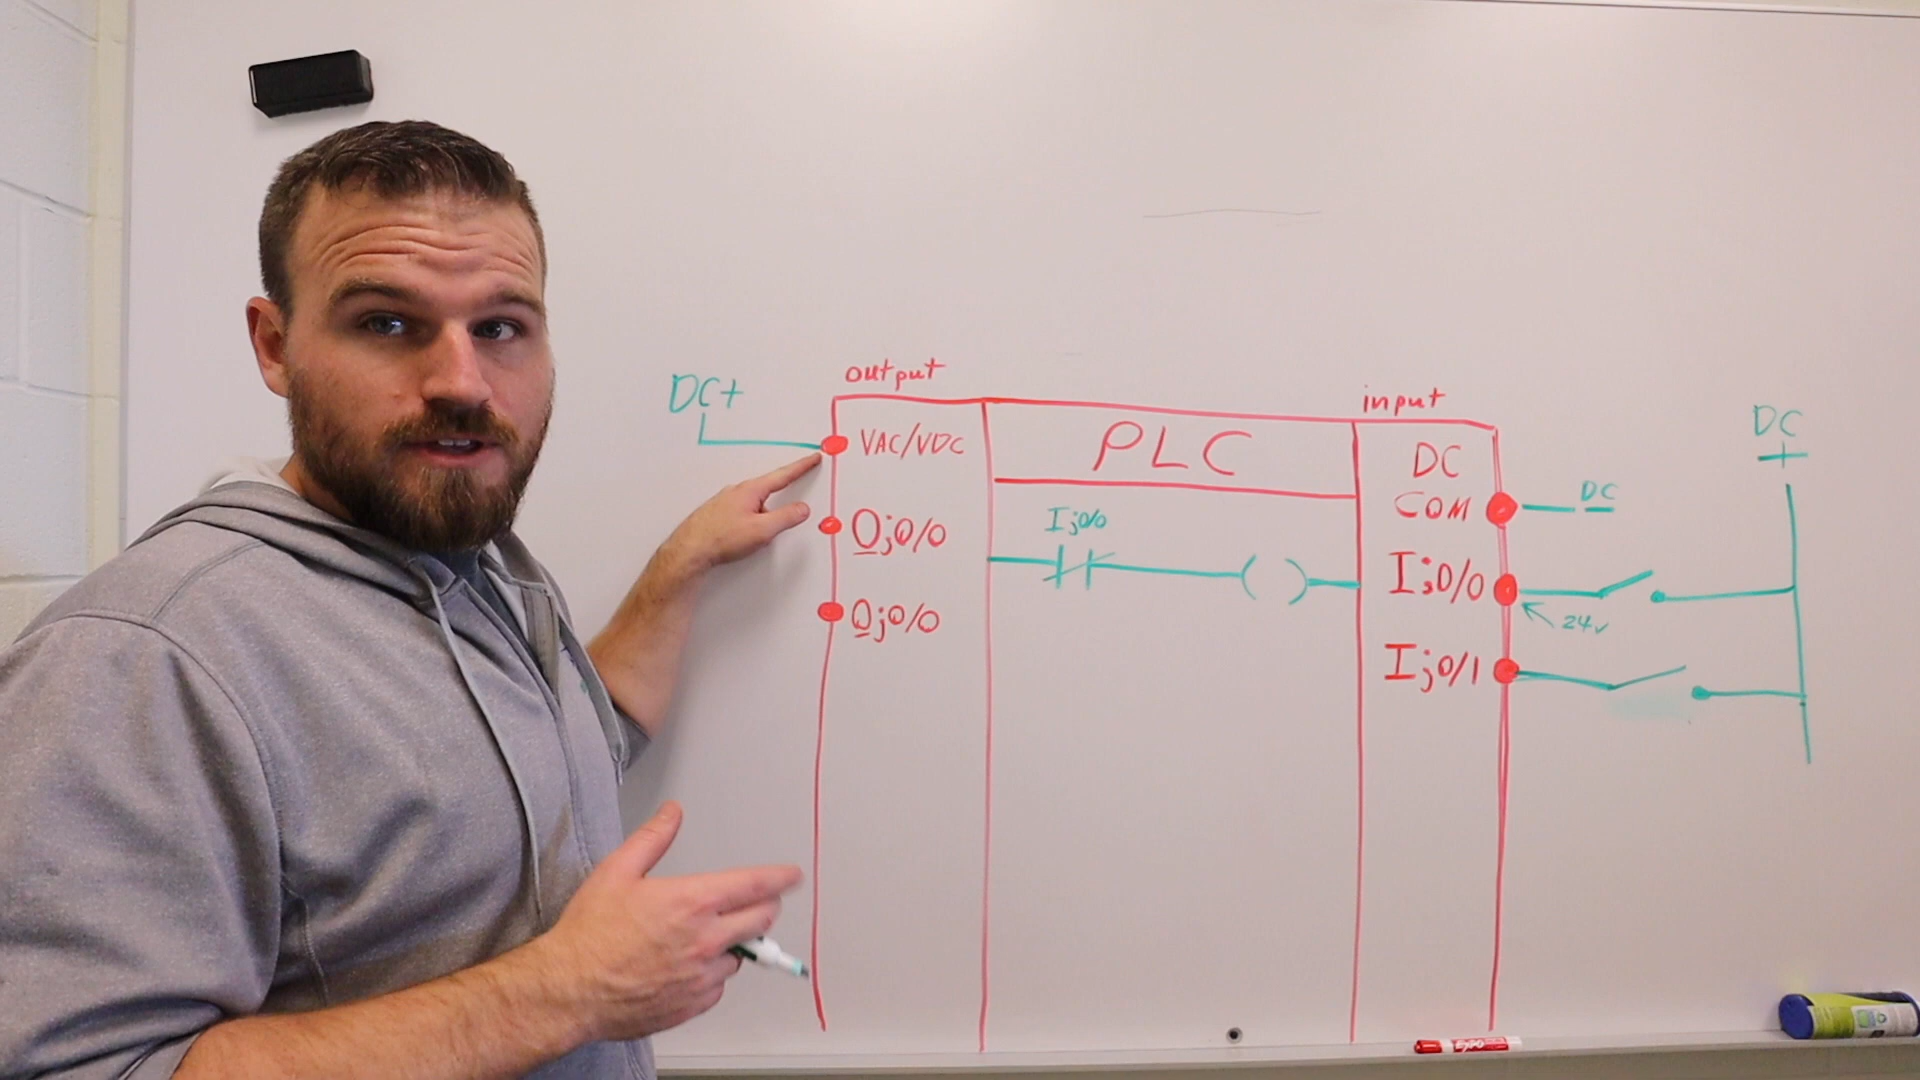 output
DC+
VAC/VDC
O;0/0
O;0/0
PLC
I;0/0
input
DC
COM
I;0/0
I;0/1
DC
-
24v
DC
+
EXPO